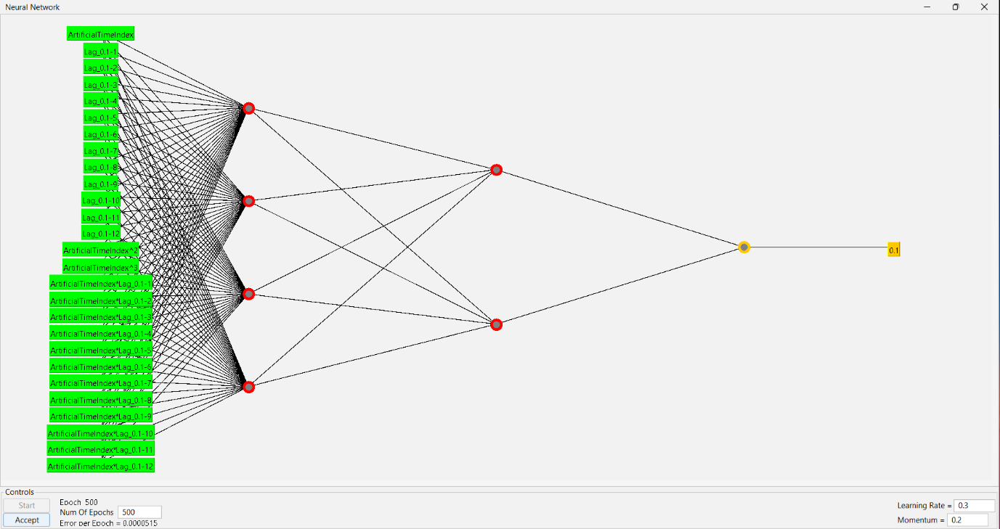 Neural Network
ArtificialTimeIndex
Lag_0.1-1
Lag_0.1-2
Lag_0.1-3
Lag_0.1-4
Lag_0.1-5
Lag_0.1-6
Lag_0.1-7
Lag_0.1-8
Lag_0.1-9
Lag_0.1-10
Lag_0.1-11
Lag_0.1-12
ArtificialTimeIndex^2
ArtificialTimeIndex^3
ArtificialTimeIndex*Lag_0.1-1
ArtificialTimeIndex*Lag_0.1-2
ArtificialTimeIndex*Lag_0.1-3
ArtificialTimeIndex*Lag_0.1-4
ArtificialTimeIndex*Lag_0.1-5
ArtificialTimeIndex*Lag_0.1-6
ArtificialTimeIndex*Lag_0.1-7
ArtificialTimeIndex*Lag_0.1-8
ArtificialTimeIndex*Lag_0.1-9
ArtificialTimeIndex*Lag_0.1-10
ArtificialTimeIndex*Lag_0.1-11
ArtificialTimeIndex*Lag_0.1-12
0.1
Controls
Start
Accept
Epoch 500
Num Of Epochs 500
Error per Epoch = 0.0000515
Learning Rate = 0.3
Momentum = 0.2